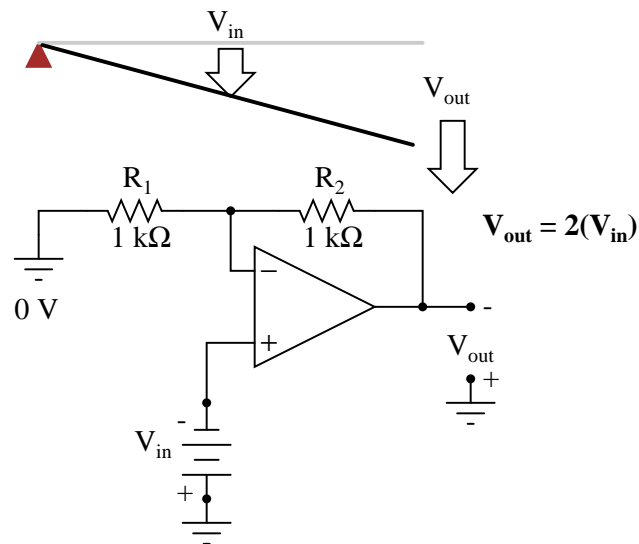 V_in
V_out
R_1
R_2
1 kΩ
1 kΩ
V_out = 2(V_in)
0 V
−
+
-
V_out
+
-
V_in
+